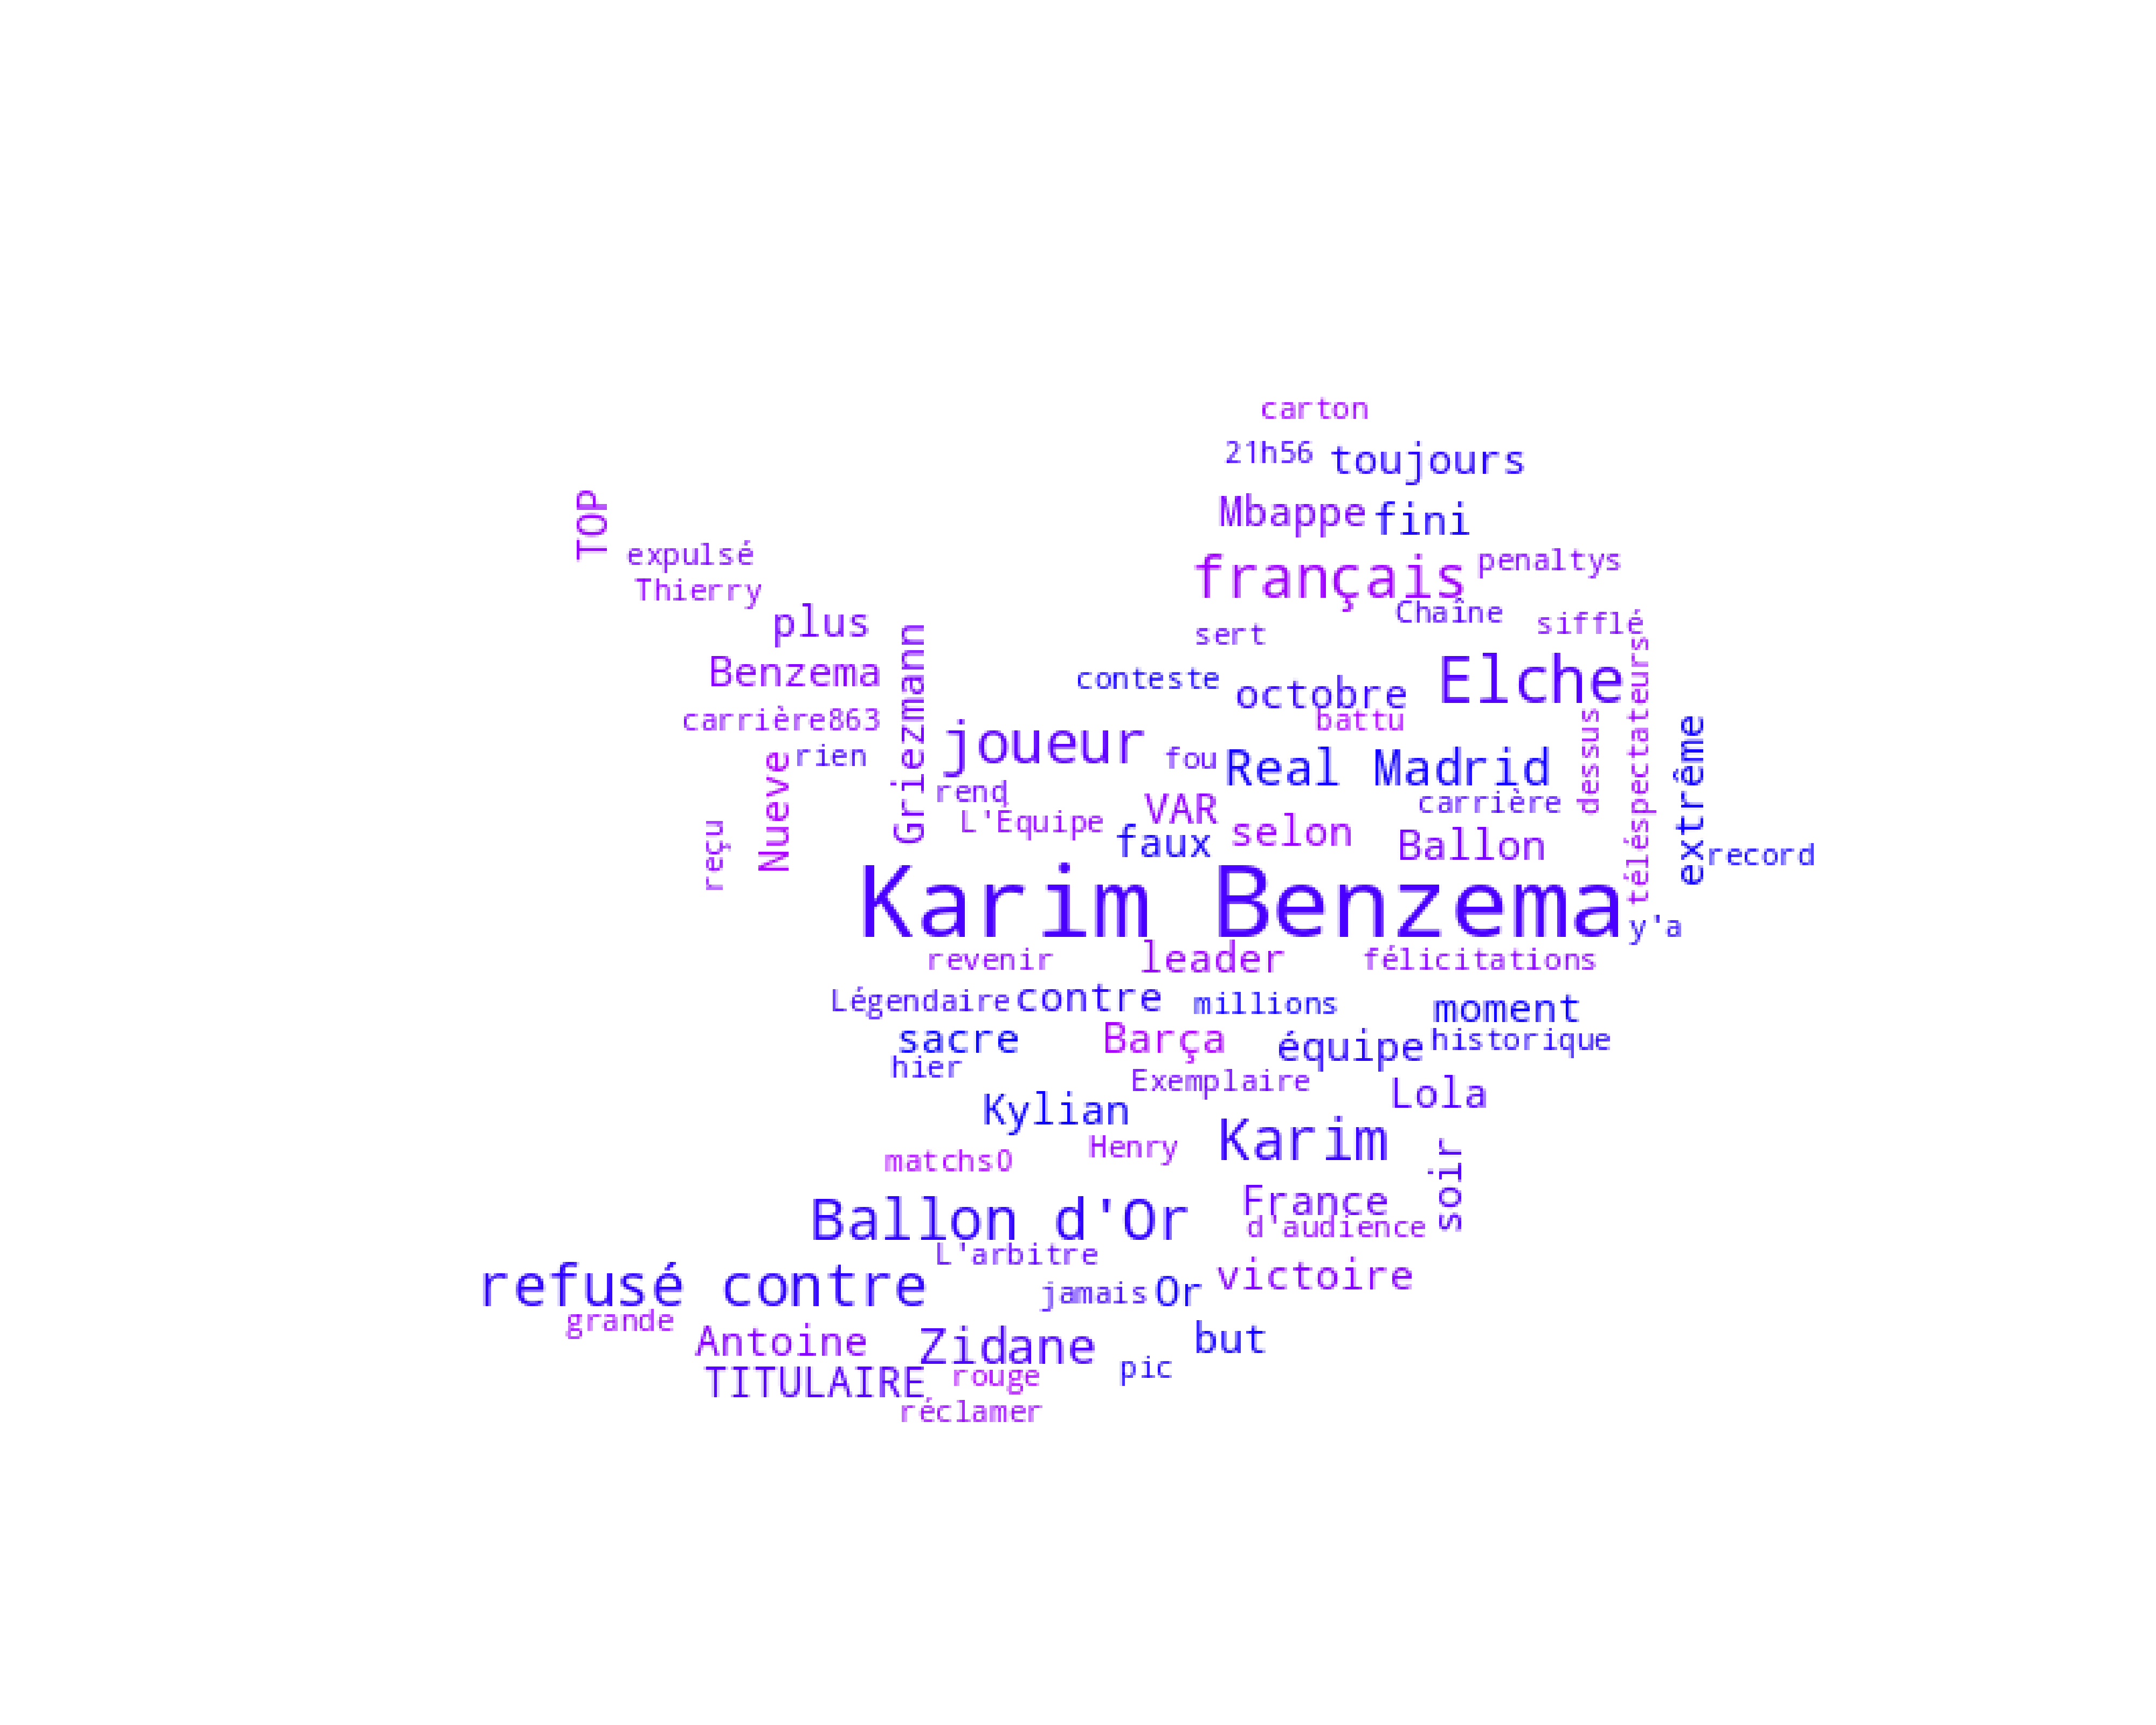 carton
21h56 toujours
TOP
Mbappe fini
expulsé
français penaltys
Thierry
Chaîne
plus
sert
sifflé
Benzema
Griezmann
conteste
octobre
Elche
téléspectateurs
carrière863
battu
joueur
rien
fou
Real Madrid
dessus
extrême
Nueve
rend
VAR
carrière
L'Equipe
faux
selon
Ballon
reçu
record
Karim Benzema
y'a
revenir
leader
félicitations
Légendaire
contre
millions
moment
sacre
Barça
équipe
historique
hier
Exemplaire
Lola
Kylian
Henry
Karim
matchs0
soir
France
Ballon d'Or
d'audience
L'arbitre
refusé contre
jamais
Or
victoire
grande
Antoine
Zidane
but
TITULAIRE
rouge
pic
réclamer